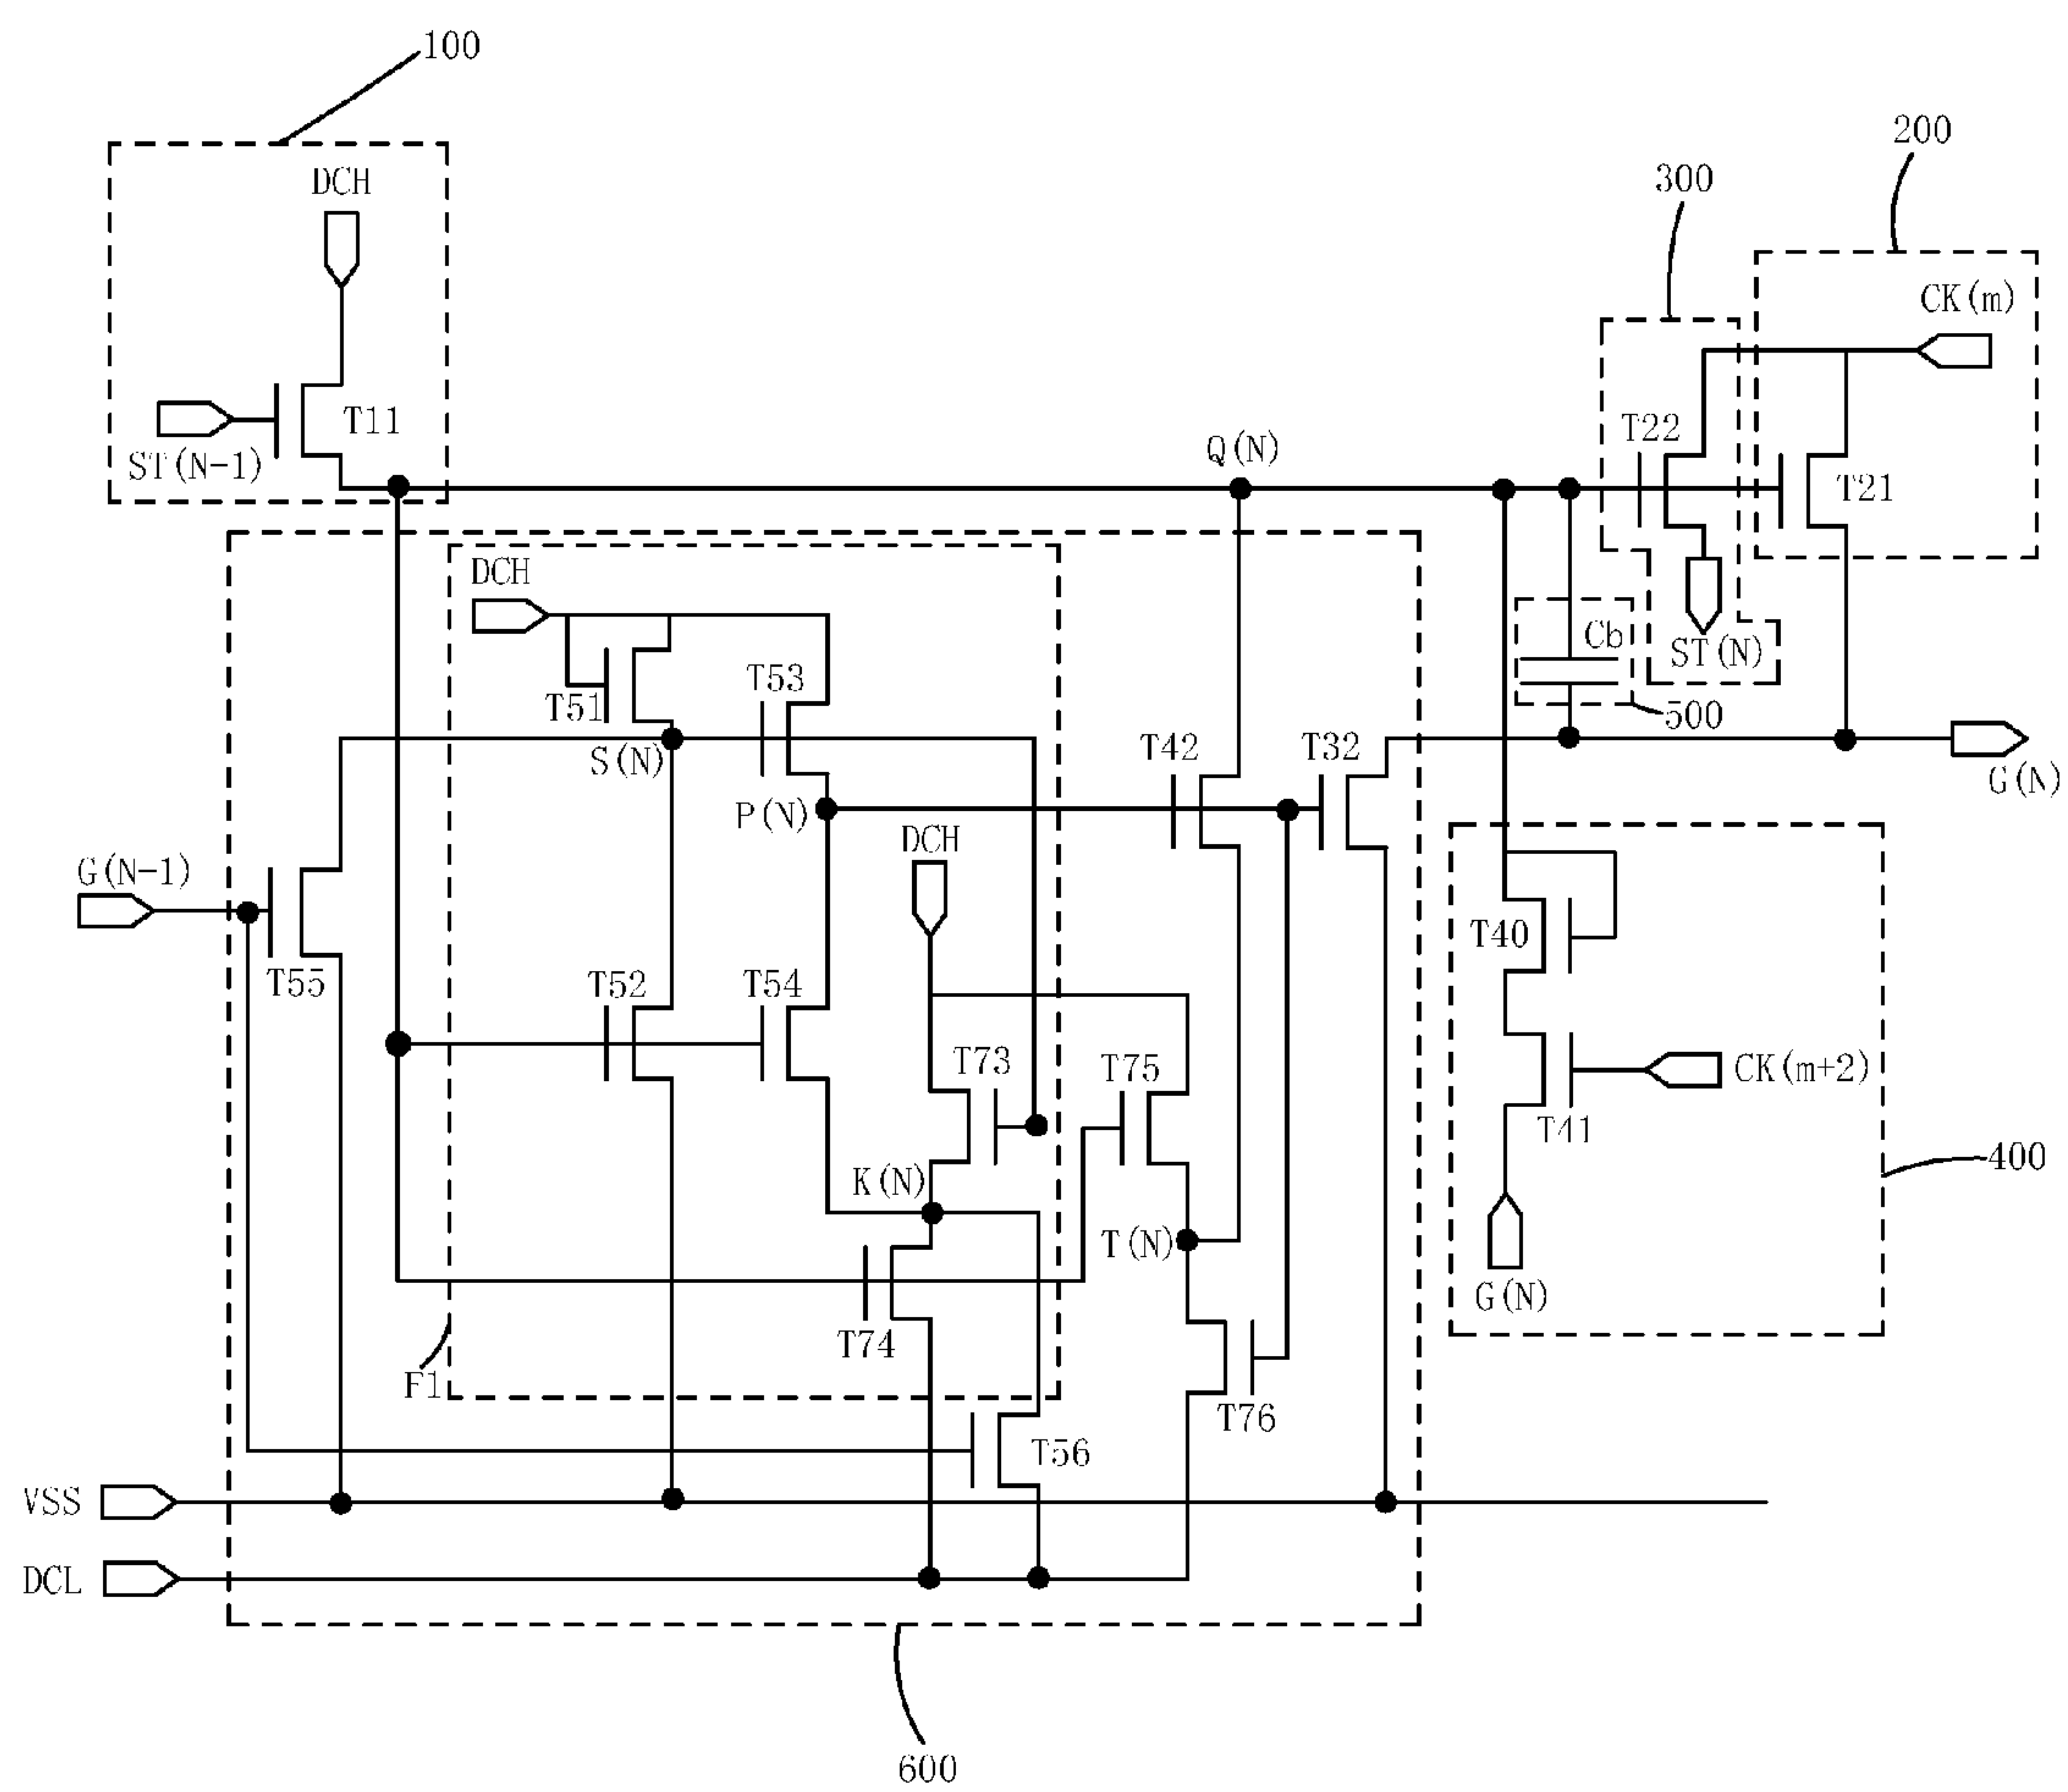 100
200
DCH
300
CK(m)
T11
T22
ST(N-1)
Q(N)
T21
DCH
Cb
ST(N)
T53
T51
500
S(N)
T42
T32
G(N)
P(N)
DCH
G(N-1)
T40
T55
T52
T54
T73
T75
CK(m+2)
T41
400
K(N)
T(N)
G(N)
T74
F1
T76
T56
VSS
DCL
600